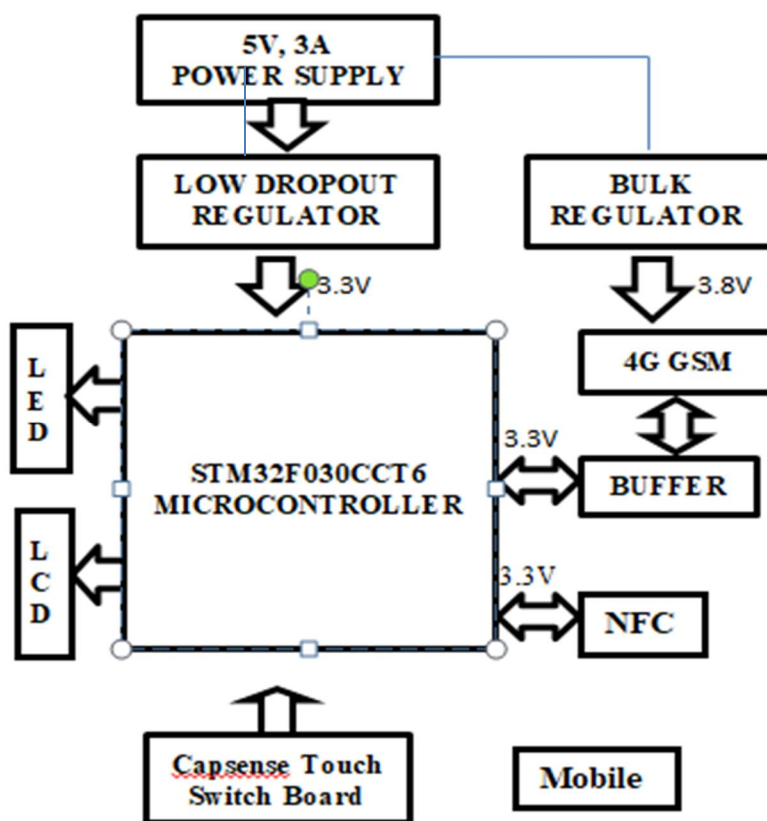 5V, 3A
POWER SUPPLY
LOW DROPOUT
REGULATOR
BULK
REGULATOR
3.3V
3.8V
L
E
D
4G GSM
3.3V
STM32F030CCT6
MICROCONTROLLER
BUFFER
L
C
D
3.3V
NFC
Capsense Touch
Switch Board
Mobile